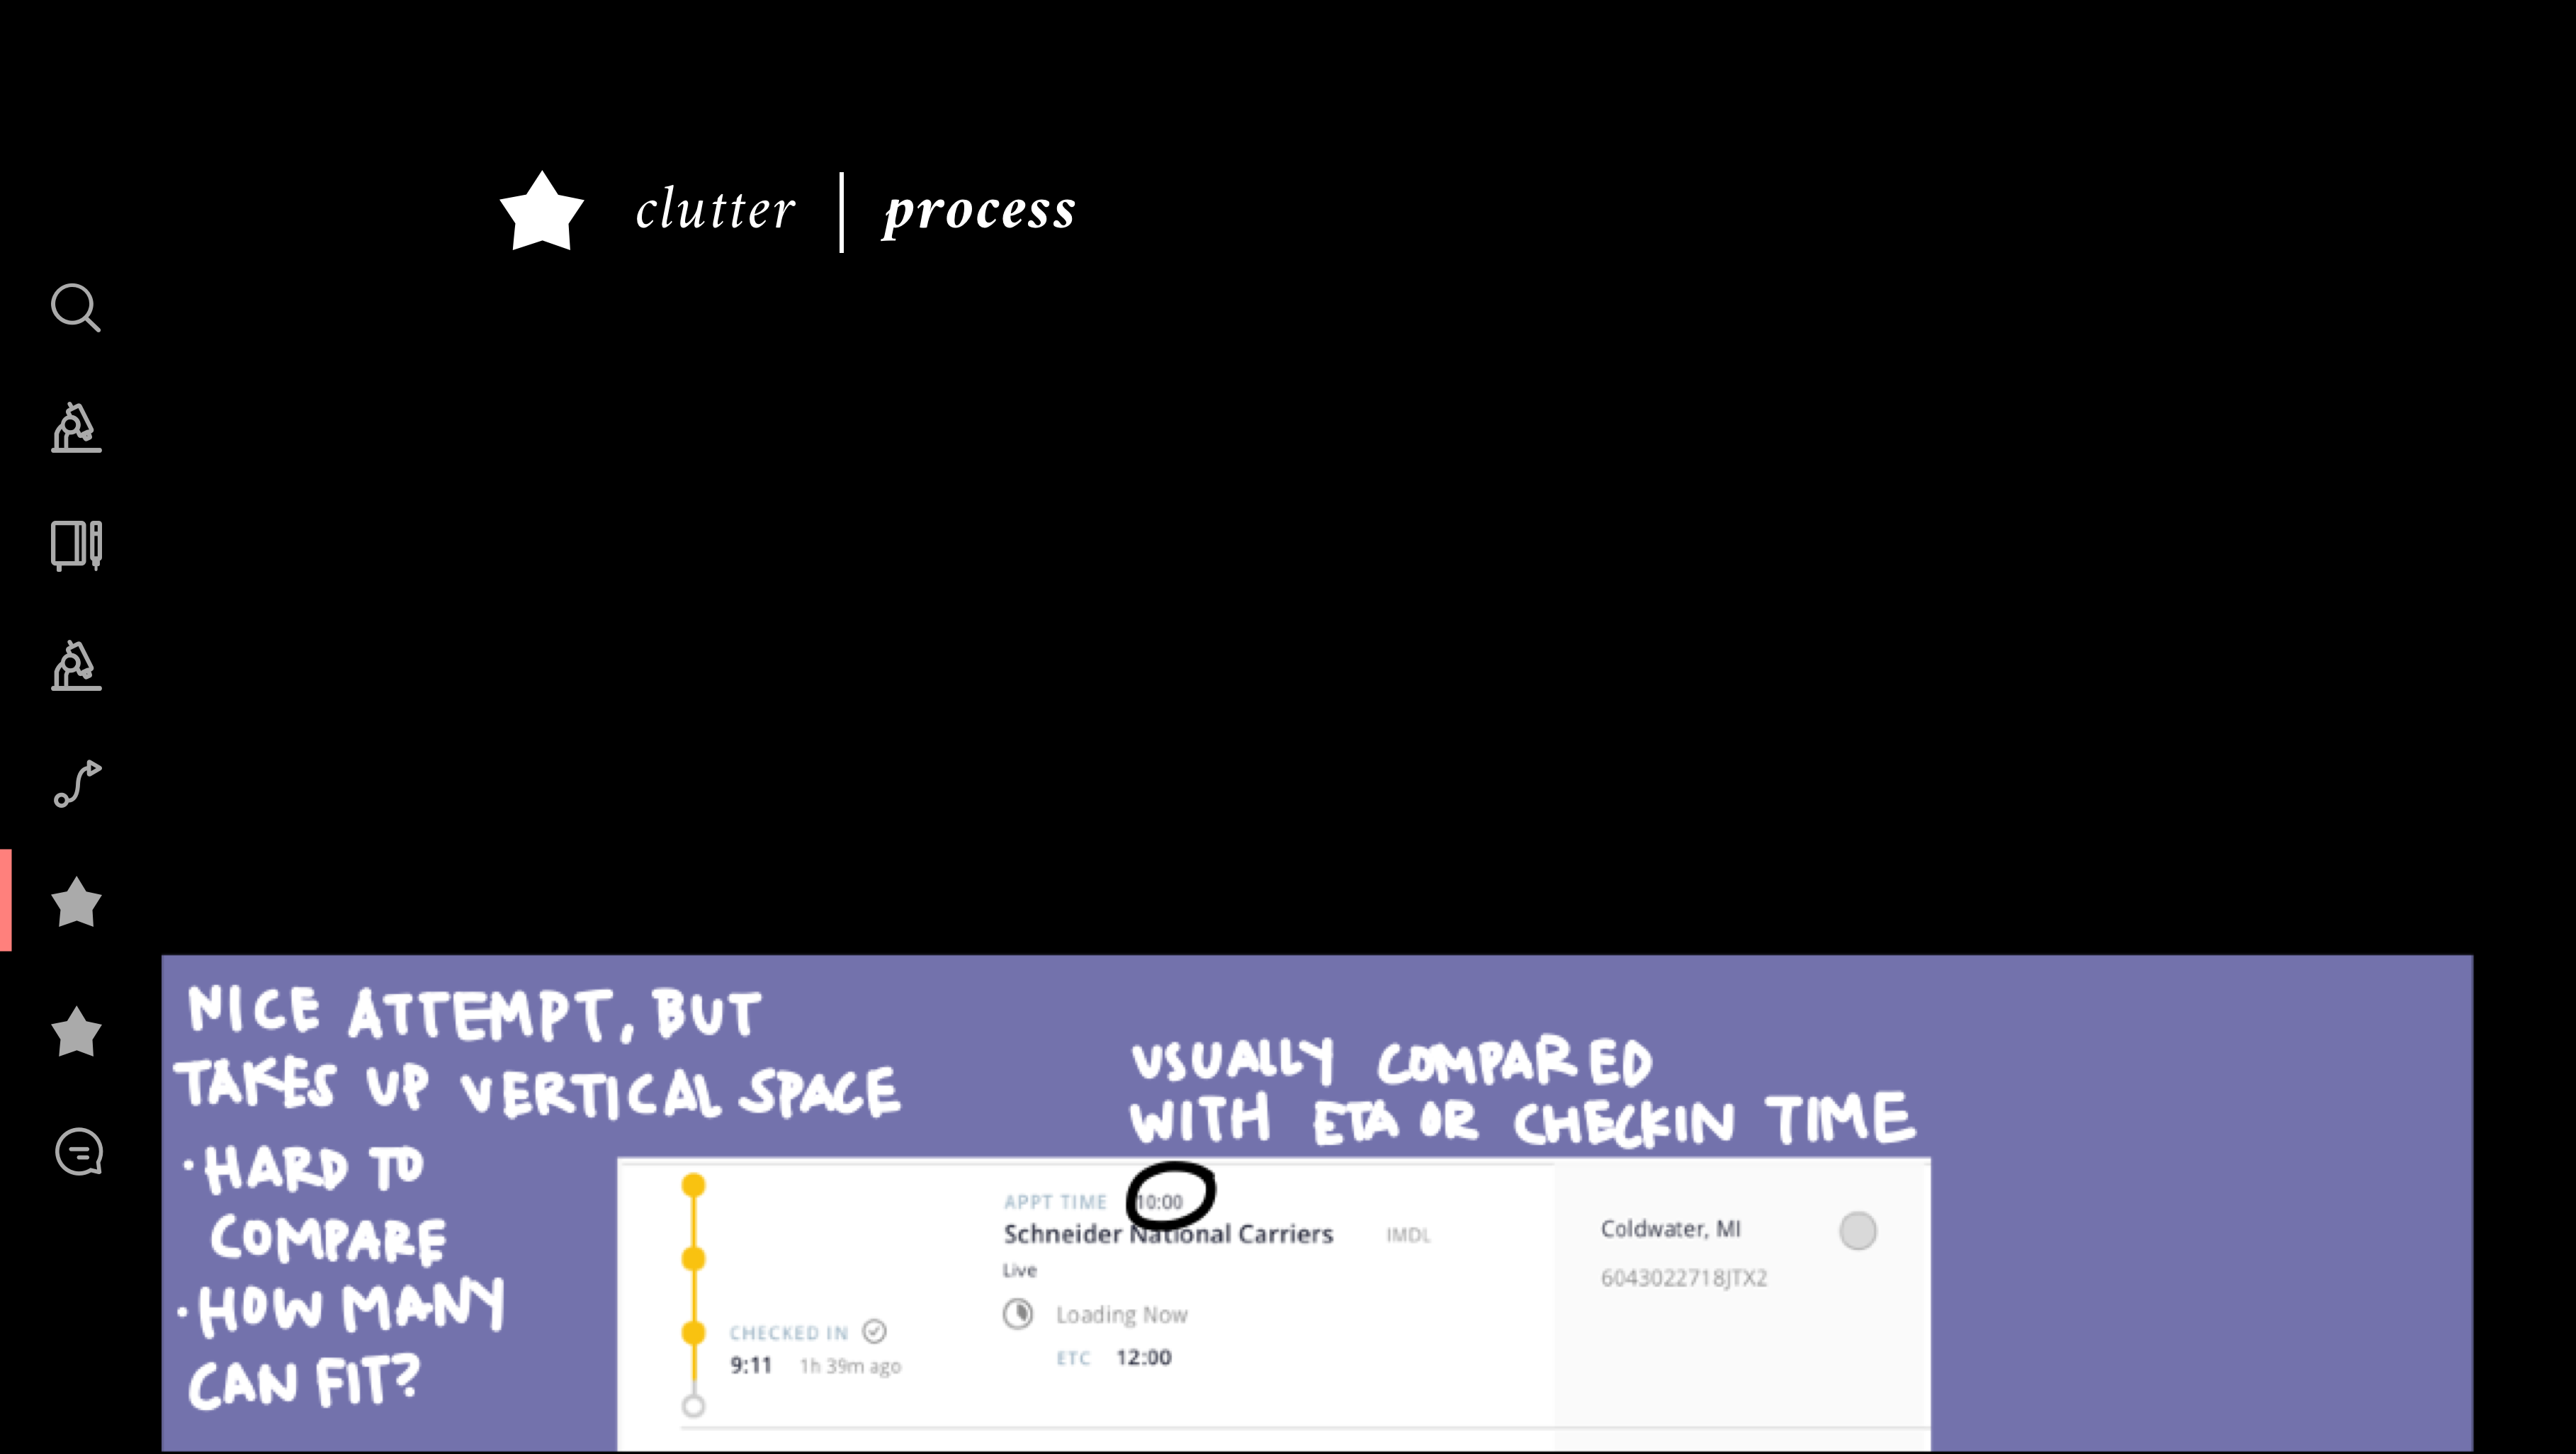 clutter | process
NICE ATTEMPT, BUT
TAKES UP VERTICAL SPACE
·HARD TO
COMPARE
·HOW MANY
CAN FIT?
USUALLY COMPARED
WITH ETA OR CHECKIN TIME
APPT TIME 10:00
Schneider National Carriers IMDL
Live
Loading Now
ETC 12:00
CHECKED IN
9:11 1h 39m ago
Coldwater, MI
6043022718JTX2